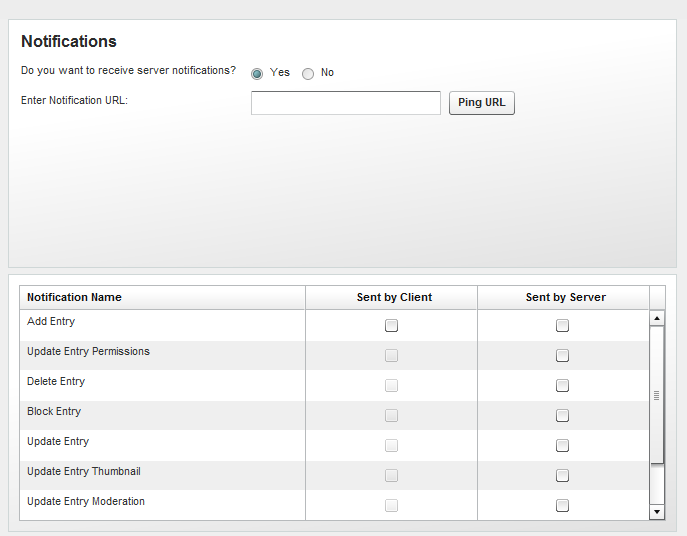 Notifications
Do you want to receive server notifications? Yes No
Enter Notification URL: Ping URL
Notification Name Sent by Client Sent by Server
Add Entry
Update Entry Permissions
Delete Entry
Block Entry
Update Entry
Update Entry Thumbnail
Update Entry Moderation